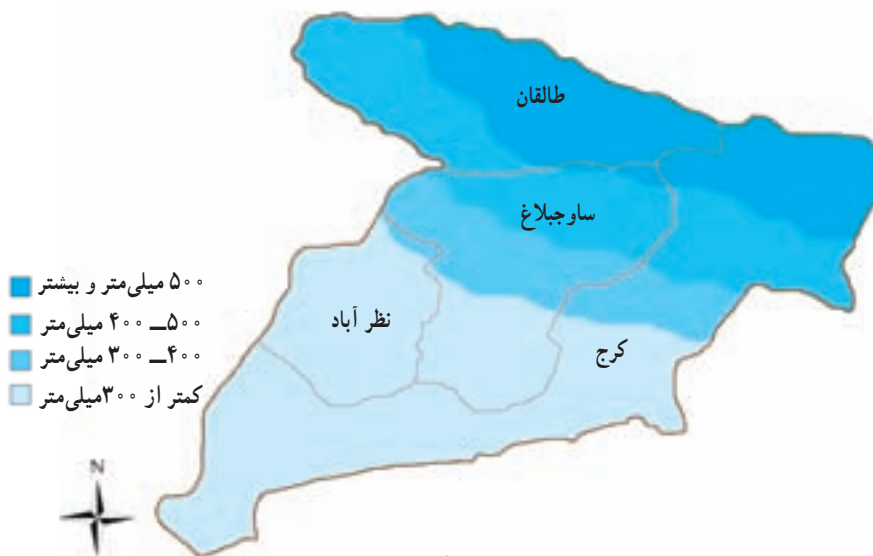 طالقان
ساوجبلاغ
نظر آباد
کرج
۵۰۰ میلی‌متر و بیشتر
۵۰۰ــ ۴۰۰ میلی‌متر
۴۰۰ــ ۳۰۰ میلی‌متر
کمتر از ۳۰۰میلی‌متر
N